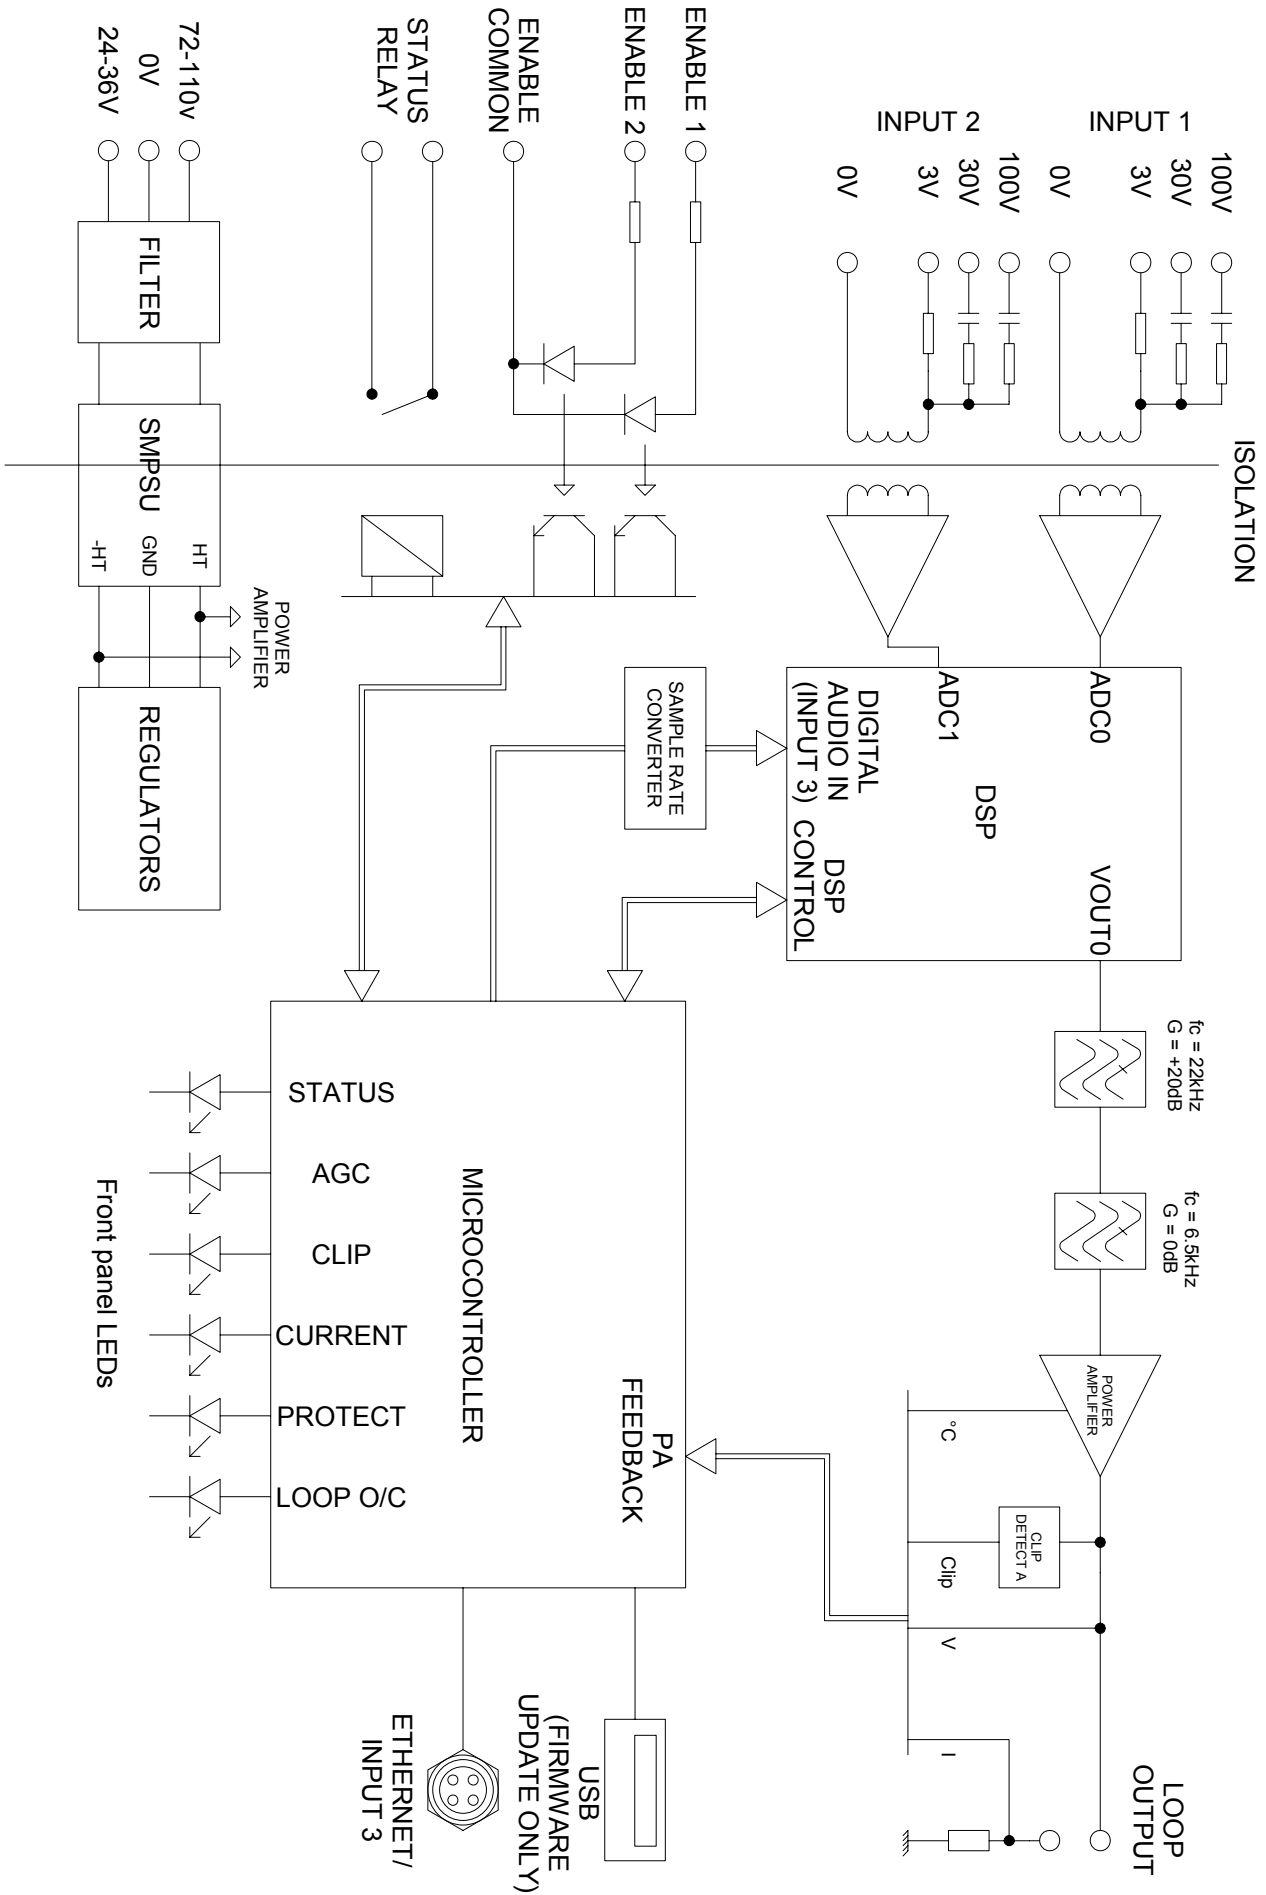 INPUT 1
100V
30V
3V
0V
INPUT 2
100V
30V
3V
0V
ENABLE 1
ENABLE 2
ENABLE
COMMON
STATUS
RELAY
72-110v
0V
24-36V
ISOLATION
FILTER
SMPSU
HT
GND
-HT
POWER
AMPLIFIER
REGULATORS
ADC0
ADC1
DSP
VOUT0
DIGITAL
AUDIO IN
(INPUT 3)
DSP
CONTROL
SAMPLE RATE
CONVERTER
fc = 22kHz
G = +20dB
fc = 6.5kHz
G = 0dB
POWER
AMPLIFIER
°C
CLIP
DETECT A
Clip
V
I
LOOP
OUTPUT
PA
FEEDBACK
MICROCONTROLLER
STATUS
AGC
CLIP
CURRENT
PROTECT
LOOP O/C
Front panel LEDs
USB
(FIRMWARE
UPDATE ONLY)
ETHERNET/
INPUT 3